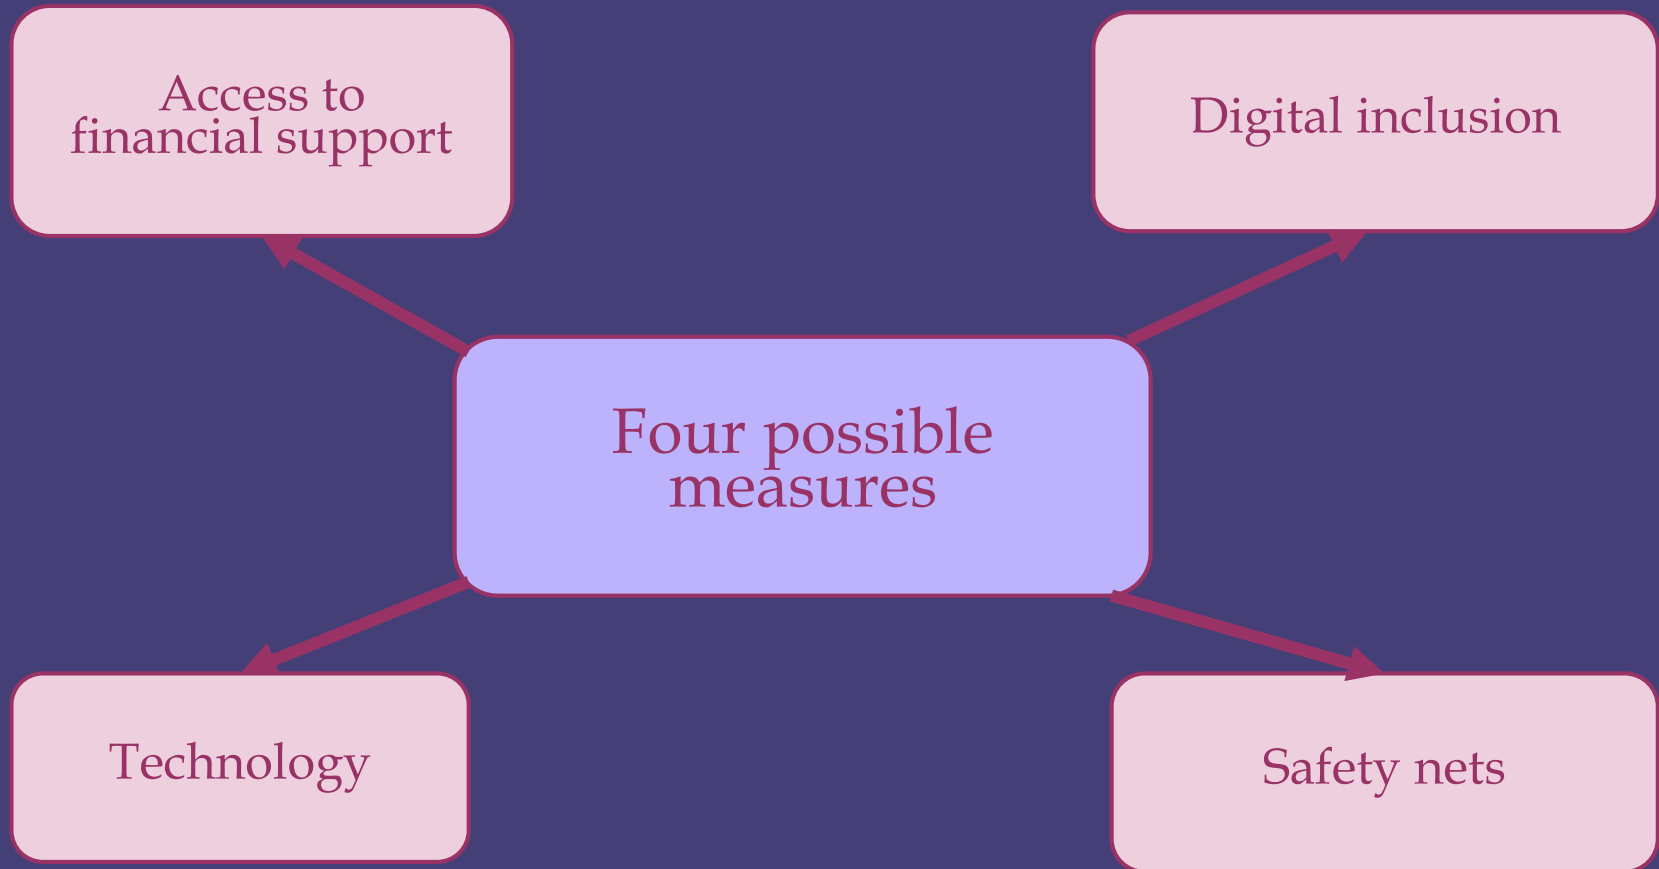 Access to
financial support
Digital inclusion
Four possible
measures
Technology
Safety nets